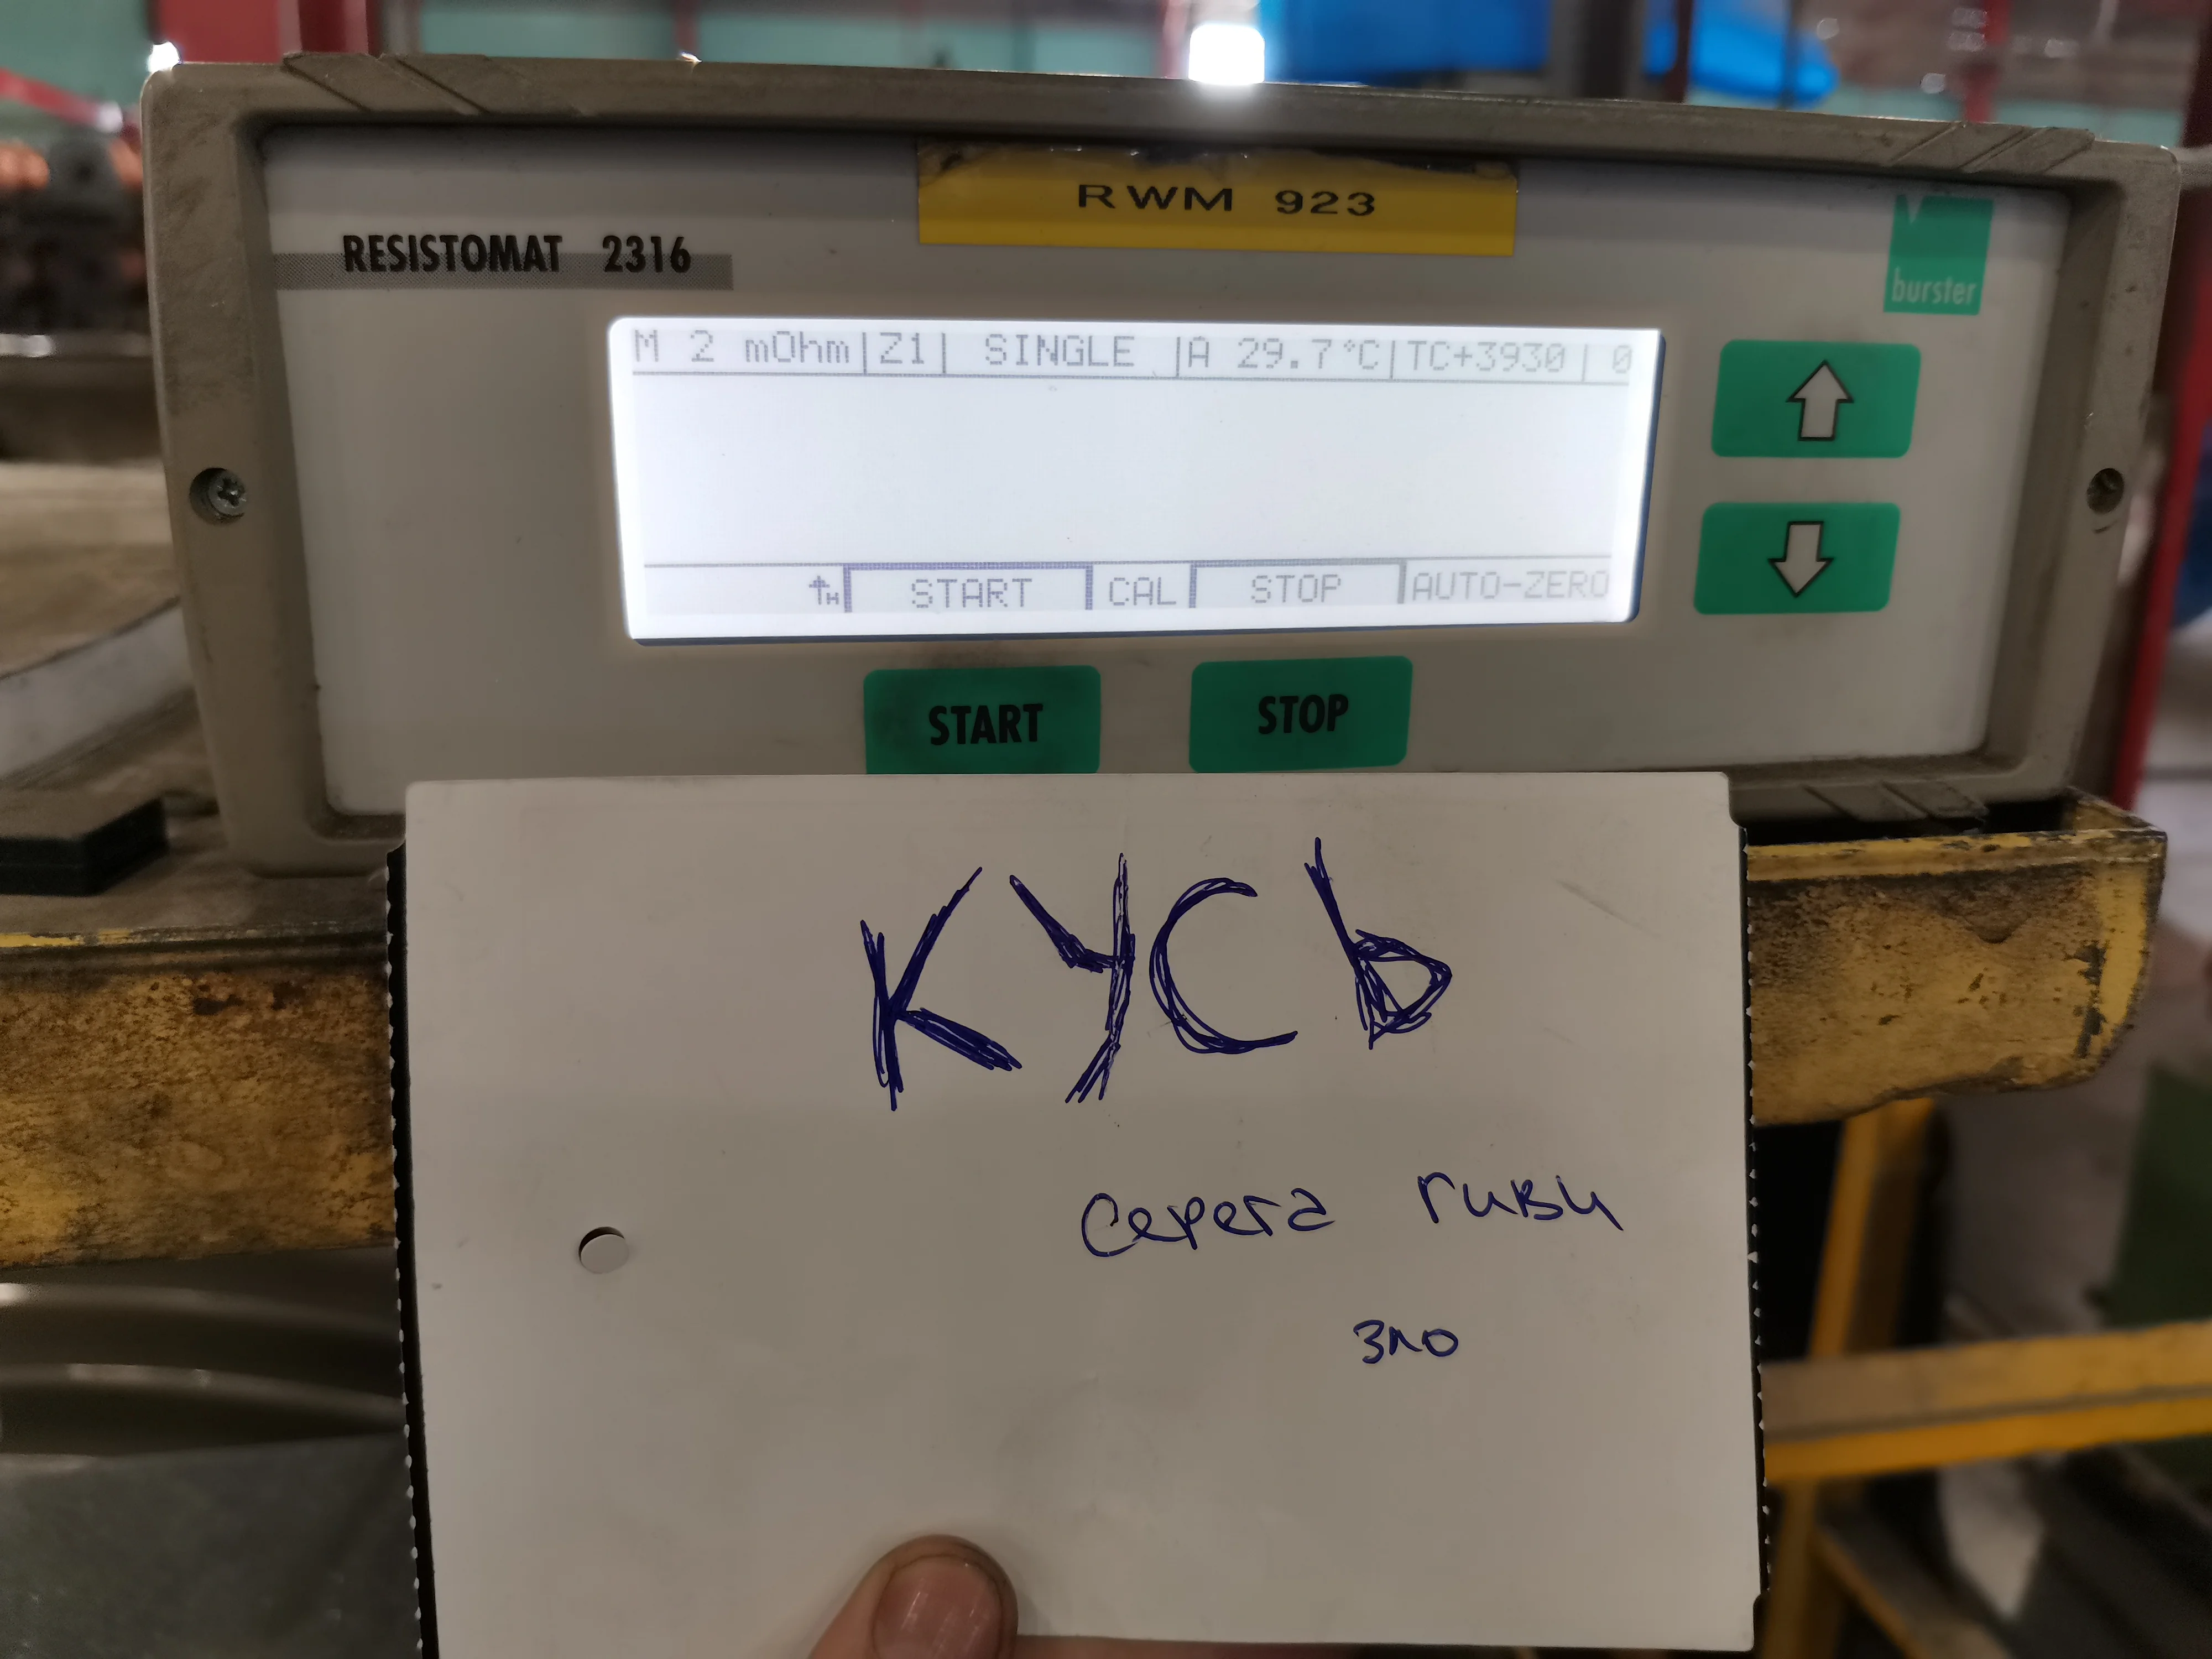 RWM 923
RESISTOMAT 2316
burster
M 2 mOhm|Z1| SINGLE |A 29.7°C|TC+3930| 0
START CAL STOP AUTO-ZERO
START STOP
КУСЬ
Серега гиви
зло